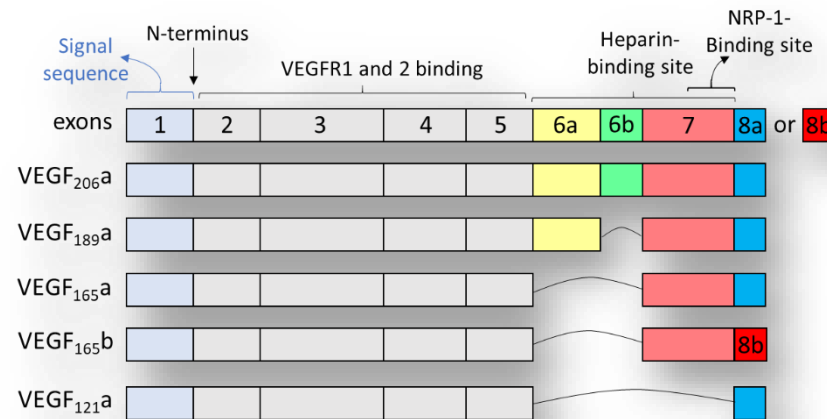 Signal
sequence
N-terminus
VEGFR1 and 2 binding
Heparin-
binding site
NRP-1-
Binding site
exons 1 2 3 4 5 6a 6b 7 8a or 8b
VEGF₂₀₆a
VEGF₁₈₉a
VEGF₁₆₅a
VEGF₁₆₅b 8b
VEGF₁₂₁a